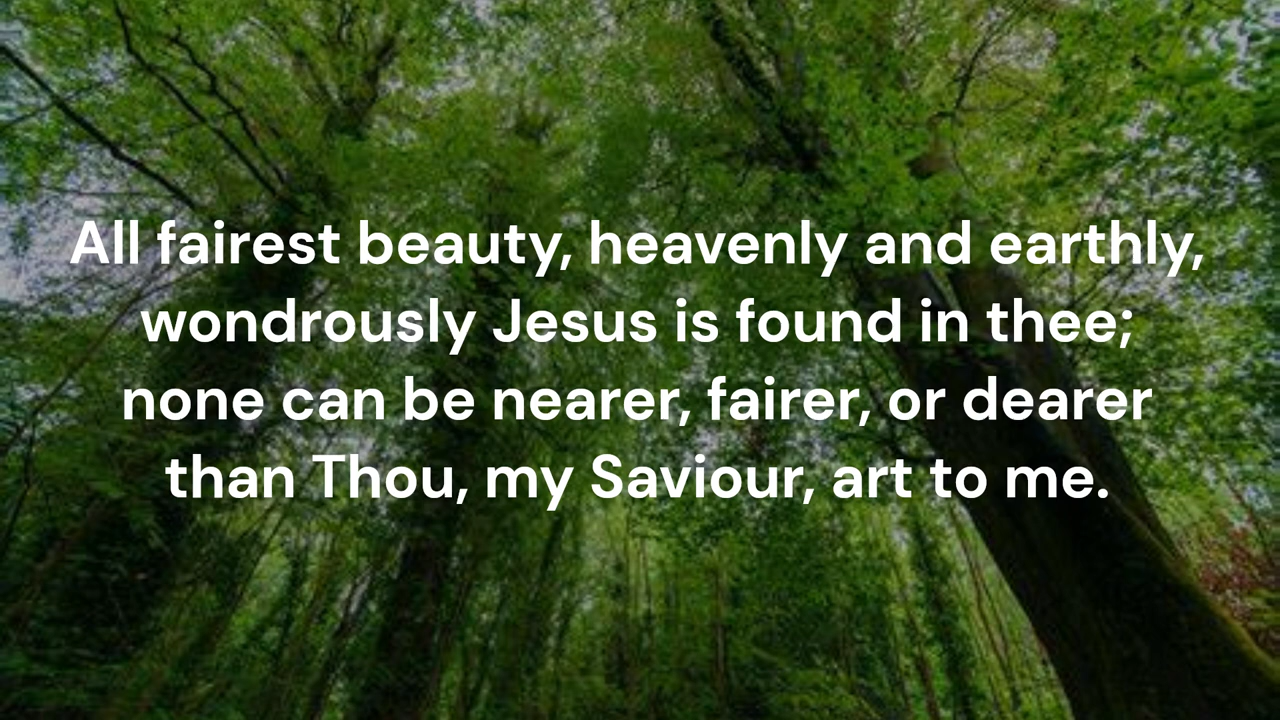 All fairest beauty, heavenly and earthly,
wondrously Jesus is found in thee;
none can be nearer, fairer, or dearer
than Thou, my Saviour, art to me.